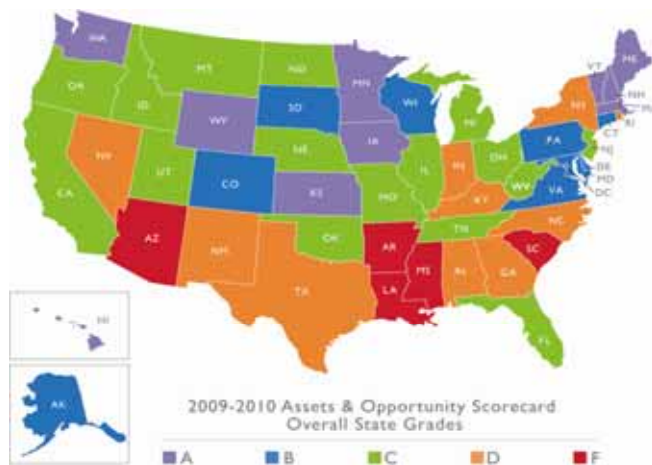 WA
MT
ND
MN
VT
ME
OR
ID
SD
WI
NH
MA
WY
MI
NY
RI
CT
NV
NE
IA
PA
NJ
UT
IL
IN
OH
DE
CA
CO
KS
MO
WV
VA
MD
DC
KY
AZ
NM
OK
AR
TN
NC
SC
TX
LA
MS
AL
GA
FL
HI
AK
2009-2010 Assets & Opportunity Scorecard
Overall State Grades
A B C D F